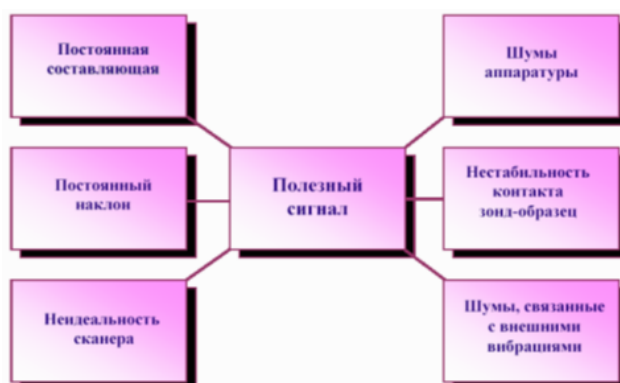 Постоянная
составляющая
Шумы
аппаратуры
Постоянный
наклон
Полезный
сигнал
Нестабильность
контакта
зонд-образец
Неидеальность
сканера
Шумы, связанные
с внешними
вибрациями